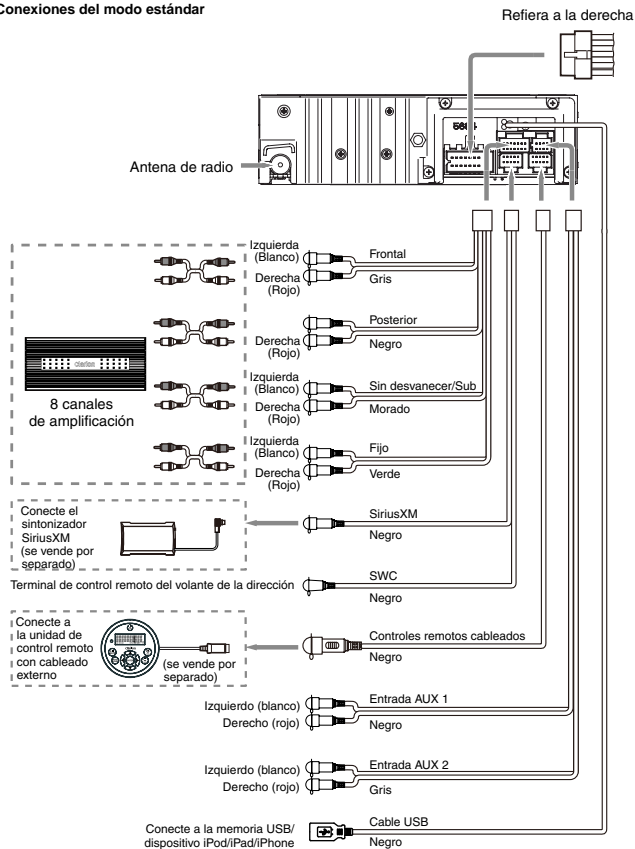 Conexiones del modo estándar
Refiera a la derecha
Antena de radio
Izquierda
(Blanco)
Frontal
Derecha
(Rojo)
Gris
Posterior
Derecha
(Rojo)
Negro
Izquierda
(Blanco)
Sin desvanecer/Sub
Derecha
(Rojo)
Morado
Izquierda
(Blanco)
Fijo
Derecha
(Rojo)
Verde
clarion
8 canales
de amplificación
Conecte el
sintonizador
SiriusXM
(se vende por
separado)
SiriusXM
Negro
Terminal de control remoto del volante de la dirección
SWC
Negro
Conecte a
la unidad de
control remoto
con cableado
externo
(se vende por
separado)
Controles remotos cableados
Negro
Izquierdo (blanco)
Entrada AUX 1
Derecho (rojo)
Negro
Izquierdo (blanco)
Entrada AUX 2
Derecho (rojo)
Gris
Conecte a la memoria USB/
dispositivo iPod/iPad/iPhone
Cable USB
Negro